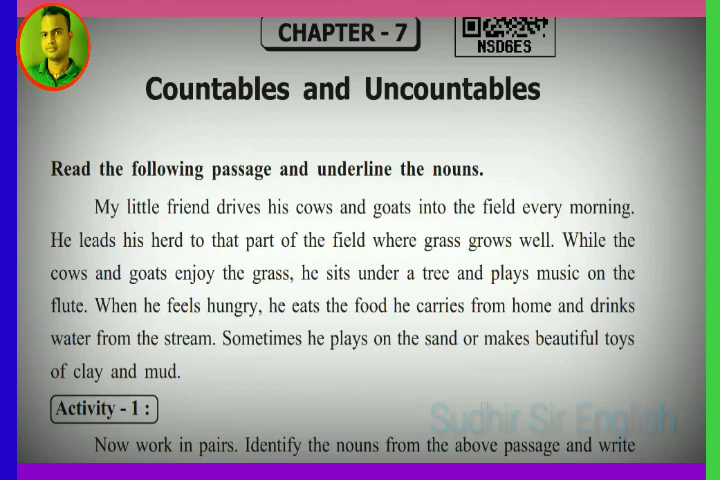 CHAPTER - 7
NSD6ES
Countables and Uncountables
Read the following passage and underline the nouns.
My little friend drives his cows and goats into the field every morning.
He leads his herd to that part of the field where grass grows well. While the
cows and goats enjoy the grass, he sits under a tree and plays music on the
flute. When he feels hungry, he eats the food he carries from home and drinks
water from the stream. Sometimes he plays on the sand or makes beautiful toys
of clay and mud.
Activity - 1 :
Sudhir Sir English
Now work in pairs. Identify the nouns from the above passage and write